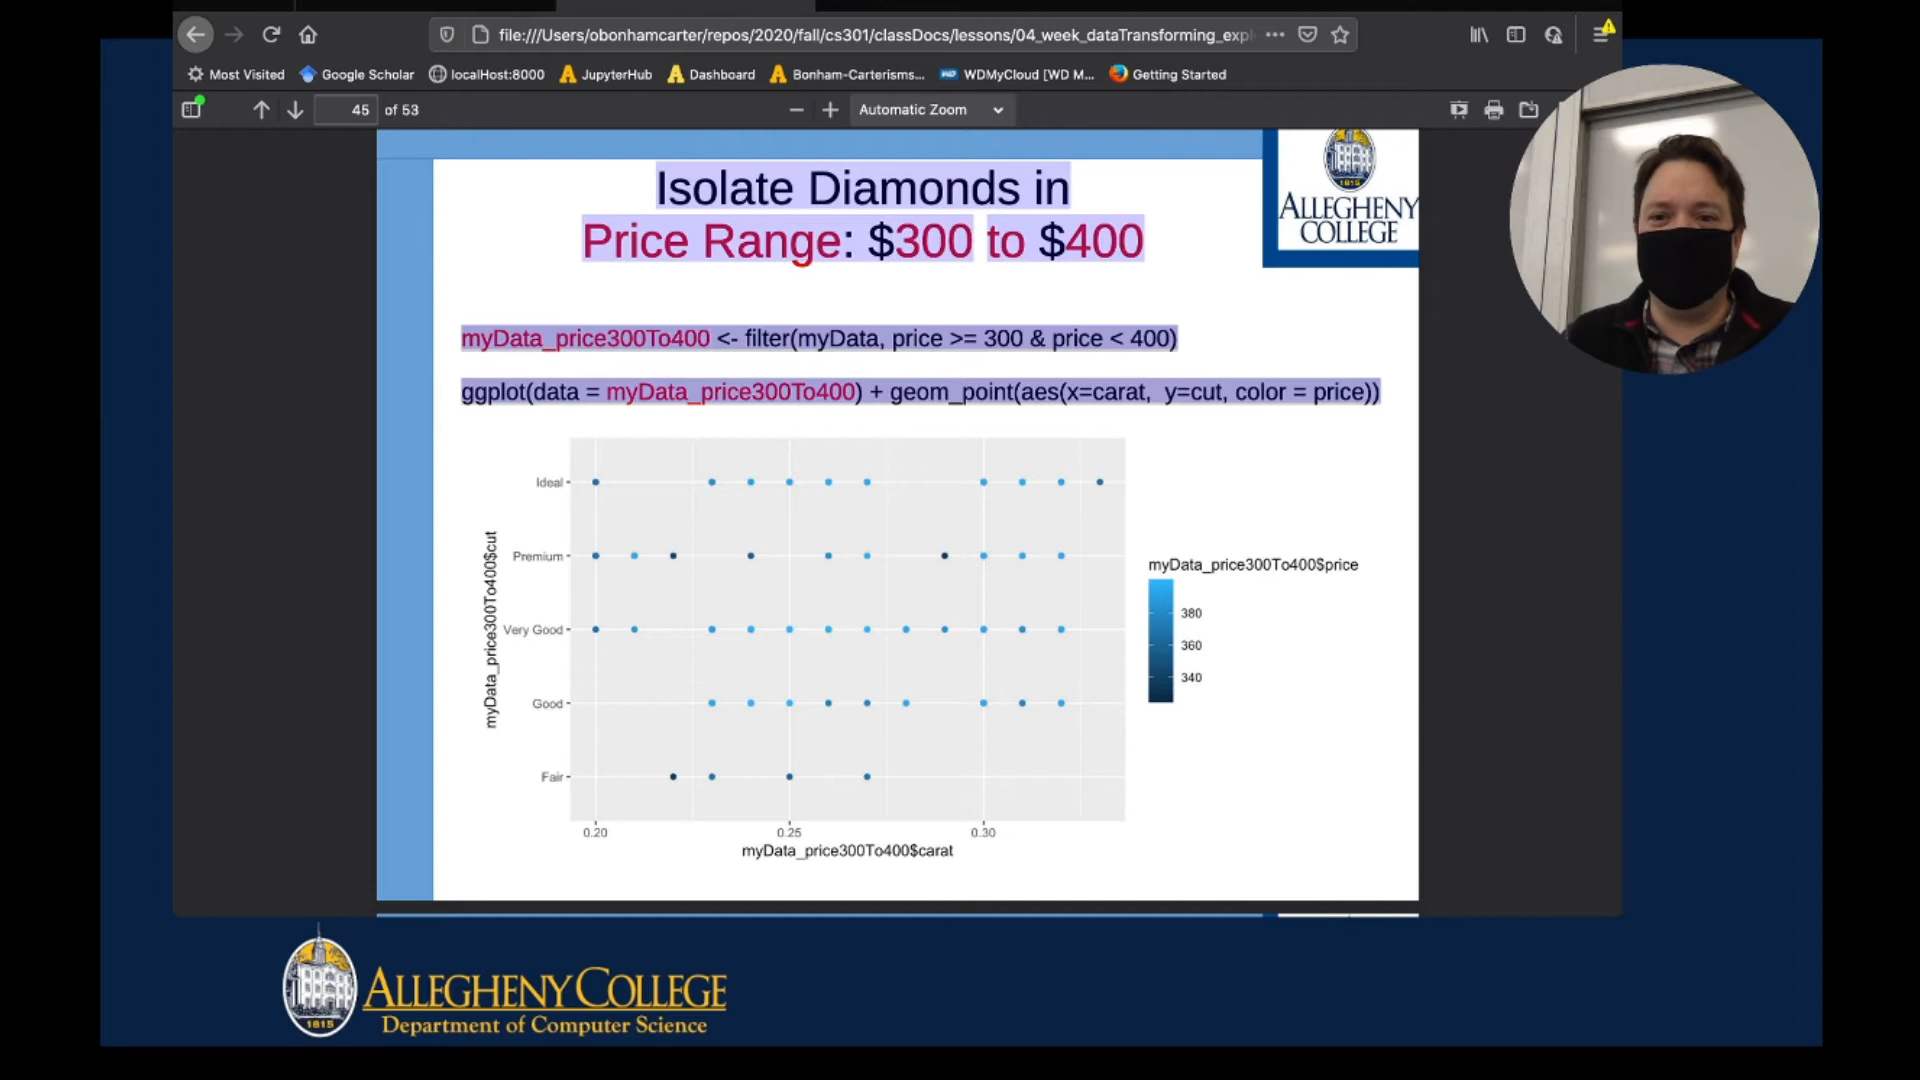 file:///Users/obonhamcarter/repos/2020/fall/cs301/classDocs/lessons/04_week_dataTransforming_expl
Most Visited Google Scholar localHost:8000 JupyterHub Dashboard Bonham-Carterisms... WD WDMyCloud [WD M... Getting Started
45 of 53 Automatic Zoom
Isolate Diamonds in
Price Range: $300 to $400
1815
ALLEGHENY
COLLEGE
myData_price300To400 <- filter(myData, price >= 300 & price < 400)
ggplot(data = myData_price300To400) + geom_point(aes(x=carat, y=cut, color = price))
myData_price300To400$cut
Ideal
Premium
Very Good
Good
Fair
0.20 0.25 0.30
myData_price300To400$carat
myData_price300To400$price
380
360
340
1815
ALLEGHENY COLLEGE
Department of Computer Science